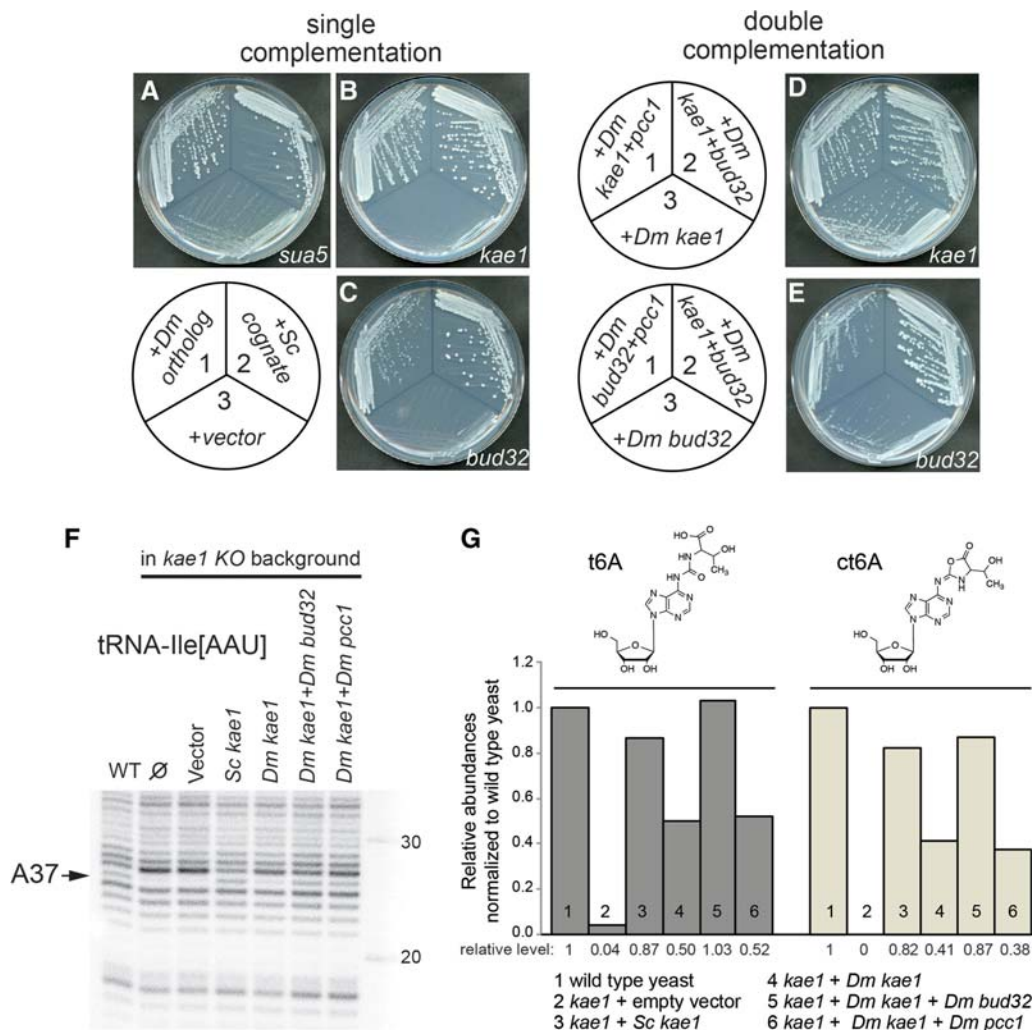 single
complementation
double
complementation
A
sua5
B
kae1
+Dm
kae1+pcc1
1
+Dm
kae1+bud32
2
3
+Dm kae1
D
kae1
+Dm
ortholog
1
+Sc
cognate
2
3
+vector
C
bud32
+Dm
bud32+pcc1
1
+Dm
kae1+bud32
2
3
+Dm bud32
E
bud32
F
in kae1 KO background
tRNA-Ile[AAU]
WT
Ø
Vector
Sc kae1
Dm kae1
Dm kae1+Dm bud32
Dm kae1+Dm pcc1
A37
30
20
G
t6A
HO
O
OH
N
H
CH3
NH
O
N
N
N
N
HO
O
OH OH
ct6A
O
O
OH
N
N
H
CH3
N
N
N
N
HO
O
OH OH
Relative abundances
normalized to wild type yeast
1.2
1.0
0.8
0.6
0.4
0.2
0.0
1 2 3 4 5 6
1 2 3 4 5 6
relative level: 1 0.04 0.87 0.50 1.03 0.52 1 0 0.82 0.41 0.87 0.38
1 wild type yeast
2 kae1 + empty vector
3 kae1 + Sc kae1
4 kae1 + Dm kae1
5 kae1 + Dm kae1 + Dm bud32
6 kae1 + Dm kae1 + Dm pcc1